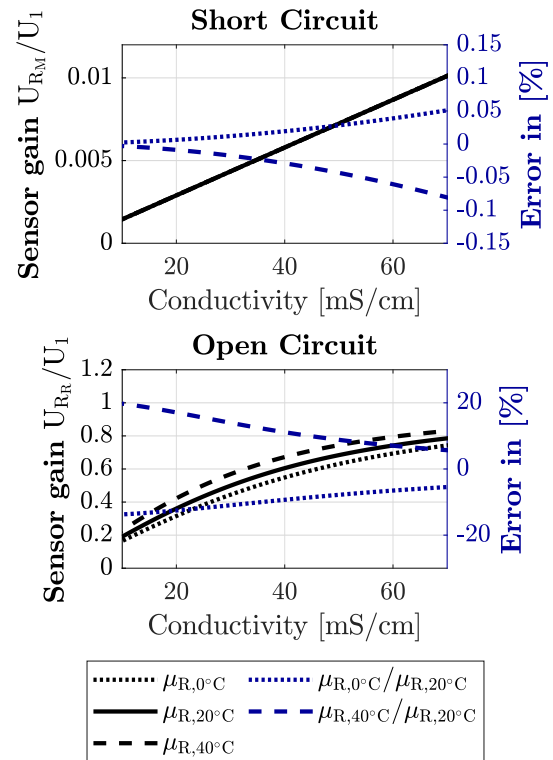 Short Circuit
Sensor gain U_{R_M}/U_1
0.01
0.005
0
0.15
0.1
0.05
0
-0.05
-0.1
-0.15
Error in [%]
20 40 60
Conductivity [mS/cm]
Open Circuit
Sensor gain U_{R_R}/U_1
1.2
1
0.8
0.6
0.4
0.2
0
20
0
-20
Error in [%]
20 40 60
Conductivity [mS/cm]
μ_{R,0°C} μ_{R,0°C}/μ_{R,20°C}
μ_{R,20°C} μ_{R,40°C}/μ_{R,20°C}
μ_{R,40°C}